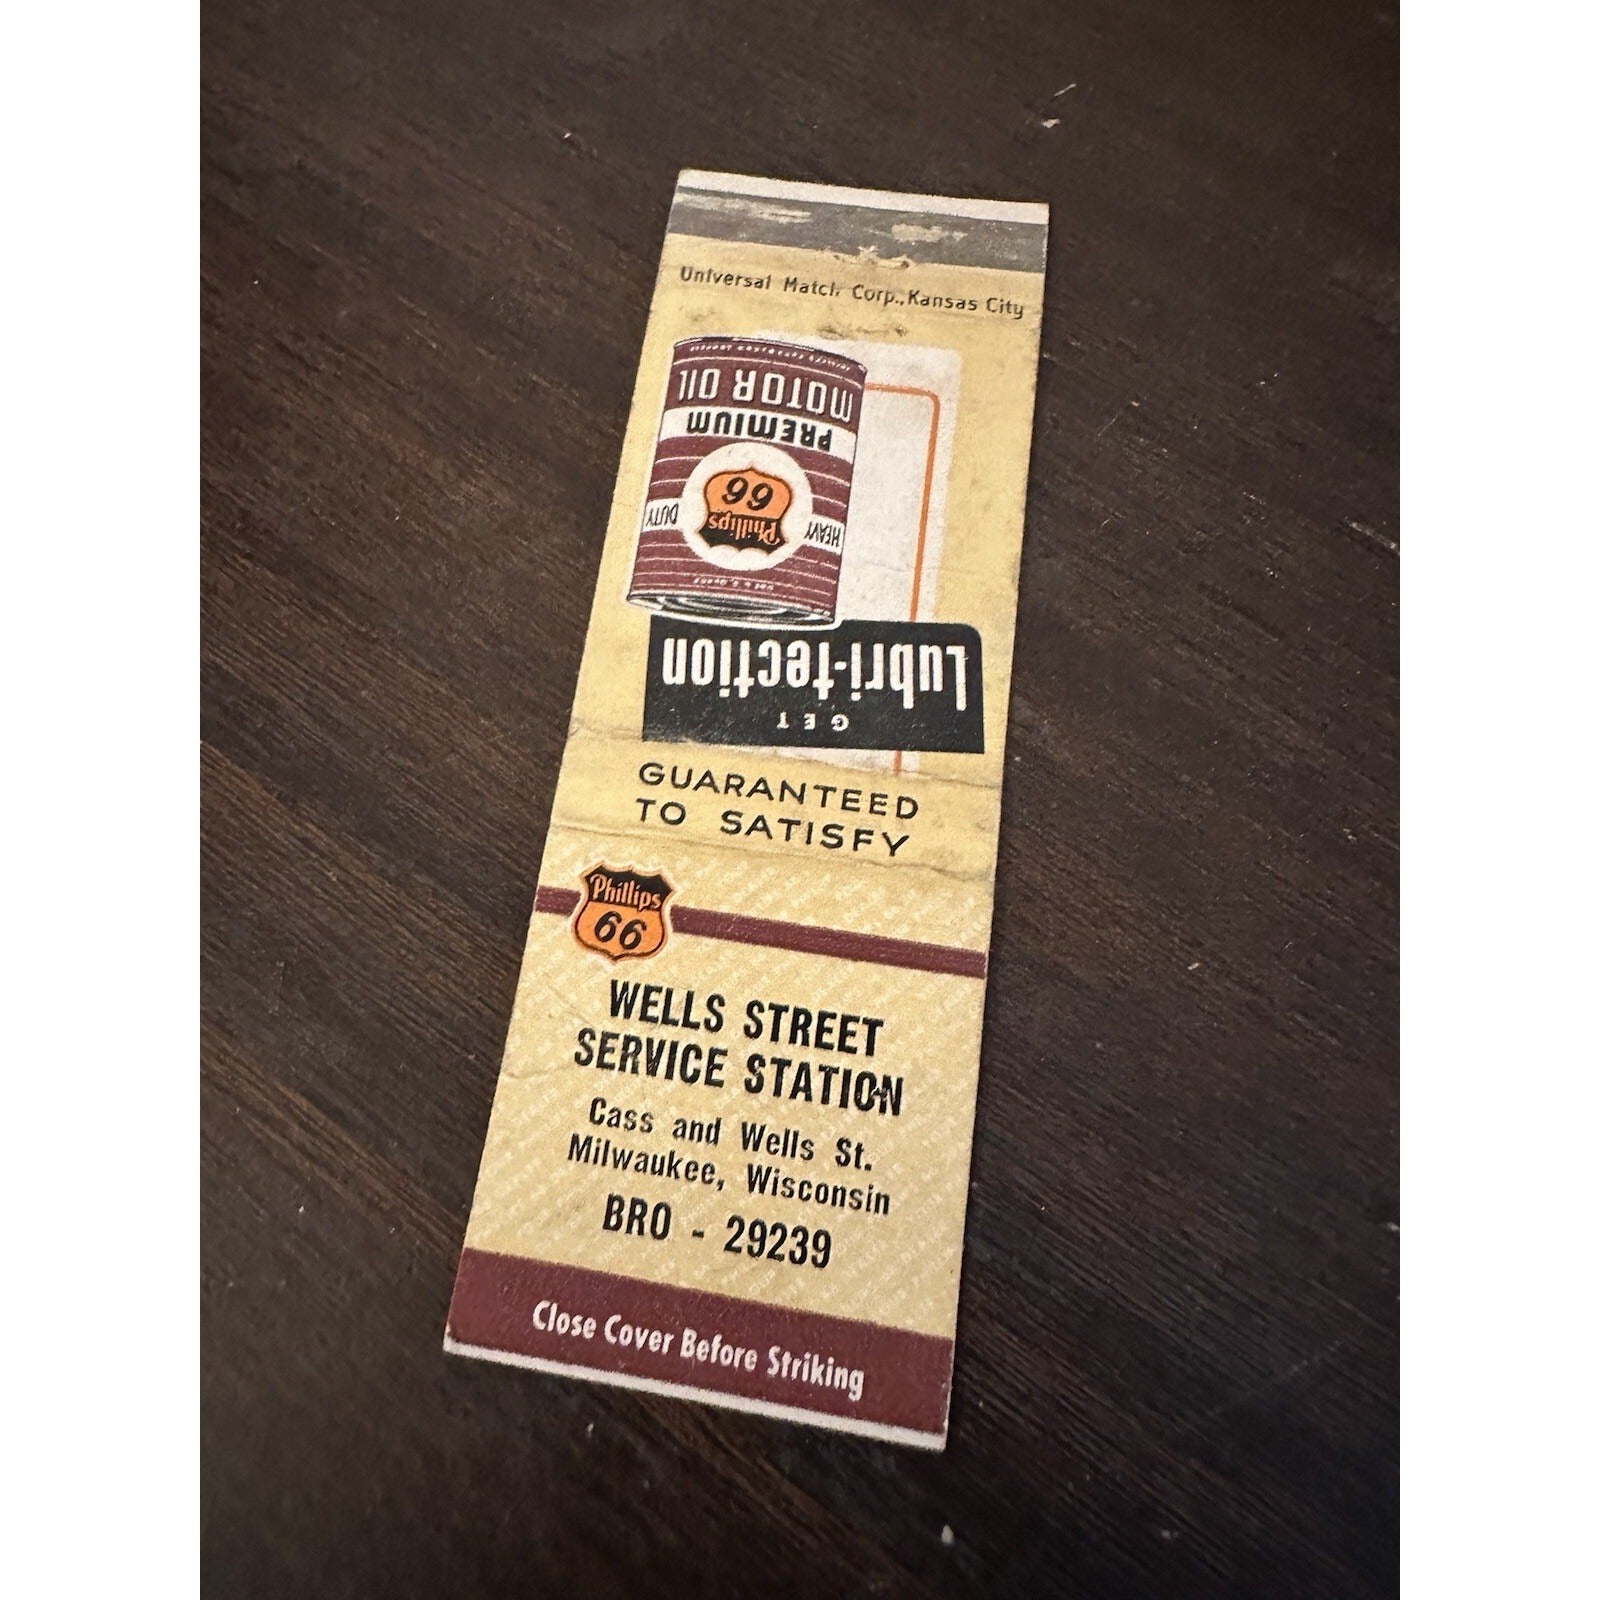 Universal Match Corp., Kansas City
GET
Lubri-tection
Phillips
66
HEAVY DUTY
PREMIUM
MOTOR OIL
GUARANTEED
TO SATISFY
Phillips
66
WELLS STREET
SERVICE STATION
Cass and Wells St.
Milwaukee, Wisconsin
BRO - 29239
Close Cover Before Striking